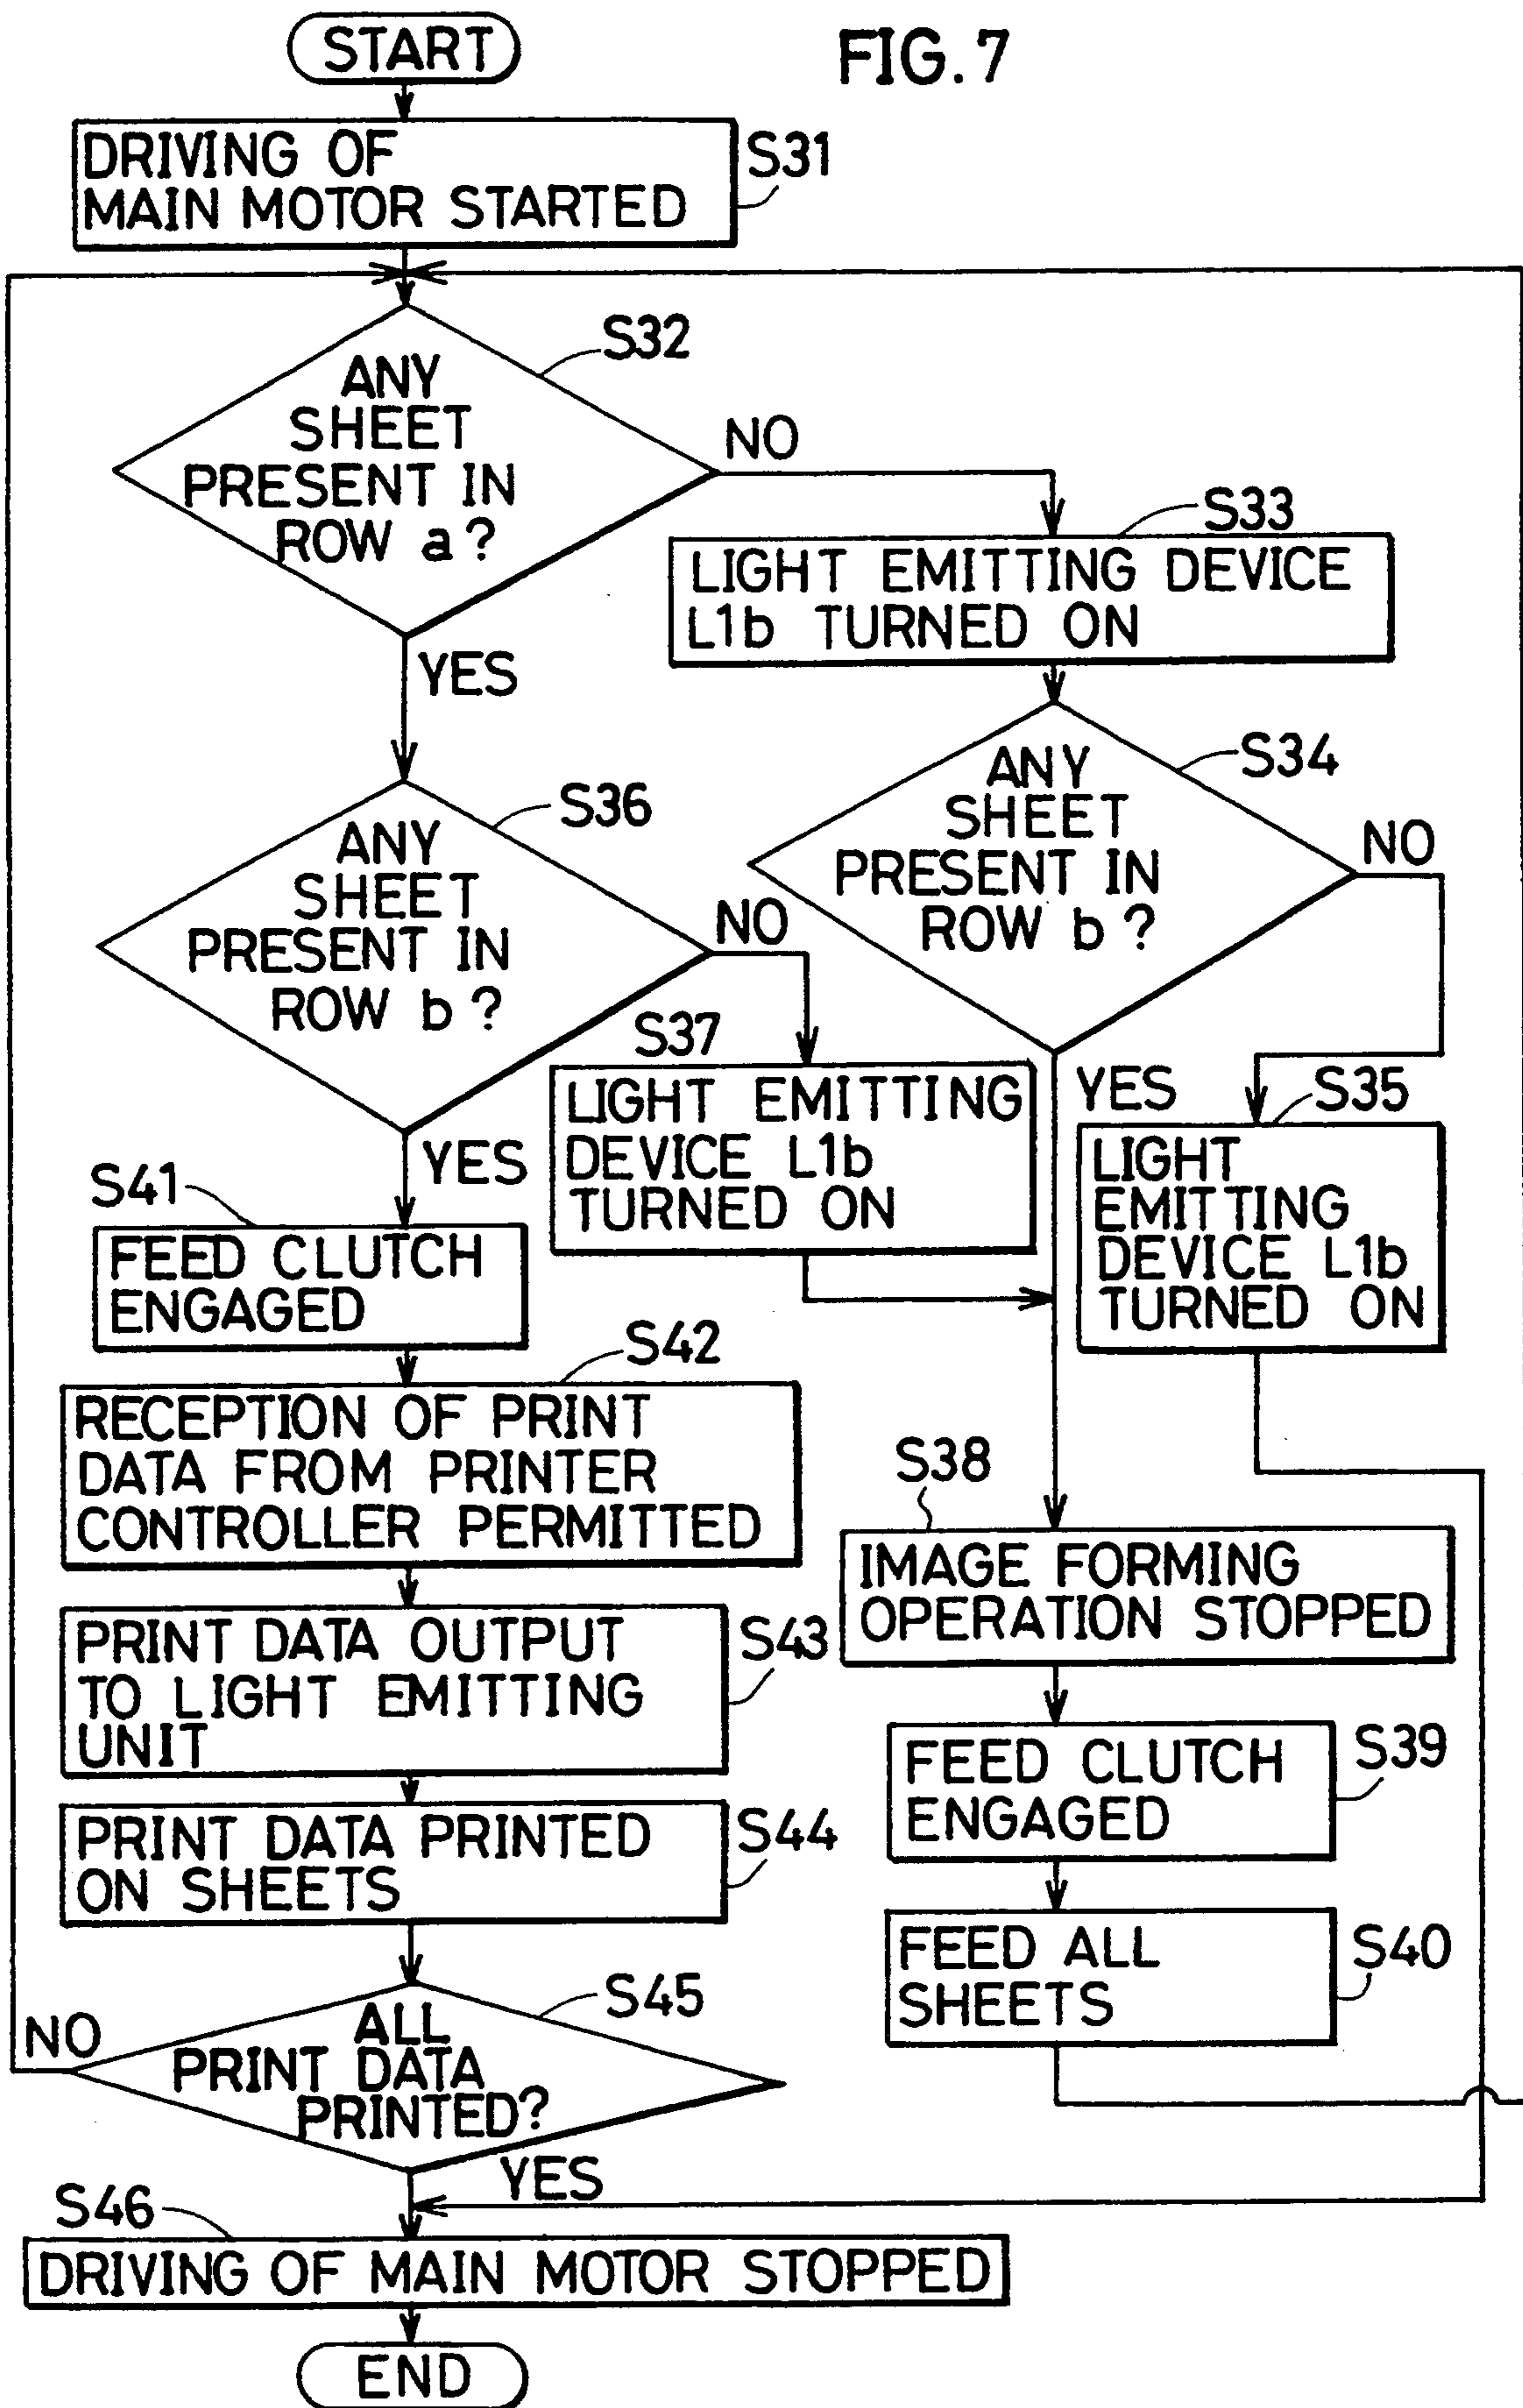 FIG. 7
START
DRIVING OF
MAIN MOTOR STARTED
S31
S32
ANY
SHEET
PRESENT IN
ROW a?
NO
YES
S33
LIGHT EMITTING DEVICE
L1b TURNED ON
S34
ANY
SHEET
PRESENT IN
ROW b?
NO
YES
S36
ANY
SHEET
PRESENT IN
ROW b?
NO
YES
S37
LIGHT EMITTING
DEVICE L1b
TURNED ON
S35
LIGHT
EMITTING
DEVICE L1b
TURNED ON
S41
FEED CLUTCH
ENGAGED
S42
RECEPTION OF PRINT
DATA FROM PRINTER
CONTROLLER PERMITTED
S38
IMAGE FORMING
OPERATION STOPPED
PRINT DATA OUTPUT
TO LIGHT EMITTING
UNIT
S43
FEED CLUTCH
ENGAGED
S39
PRINT DATA PRINTED
ON SHEETS
S44
FEED ALL
SHEETS
S40
S45
ALL
PRINT DATA
PRINTED?
NO
YES
S46
DRIVING OF MAIN MOTOR STOPPED
END